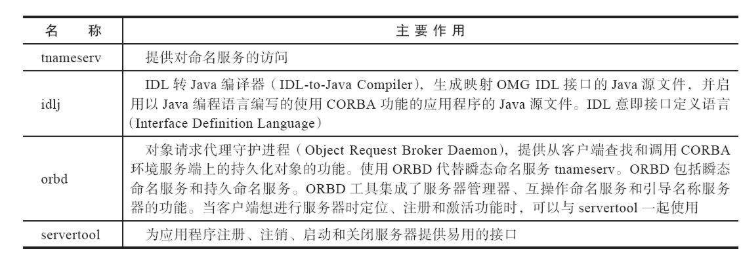 名 称 主要作用
tnameserv 提供对命名服务的访问
IDL 转 Java 编译器（IDL-to-Java Compiler），生成映射 OMG IDL 接口的 Java 源文件，并启
idlj 用以 Java 编程语言编写的使用 CORBA 功能的应用程序的 Java 源文件。IDL 意即接口定义语言
（Interface Definition Language）
对象请求代理守护进程（Object Request Broker Daemon），提供从客户端查找和调用 CORBA
环境服务端上的持久化对象的功能。使用 ORBD 代替瞬态命名服务 tnameserv。ORBD 包括瞬态
orbd 命名服务和持久命名服务。ORBD 工具集成了服务器管理器、互操作命名服务和引导名称服务
器的功能。当客户端想进行服务器时定位、注册和激活功能时，可以与 servertool 一起使用
servertool 为应用程序注册、注销、启动和关闭服务器提供易用的接口